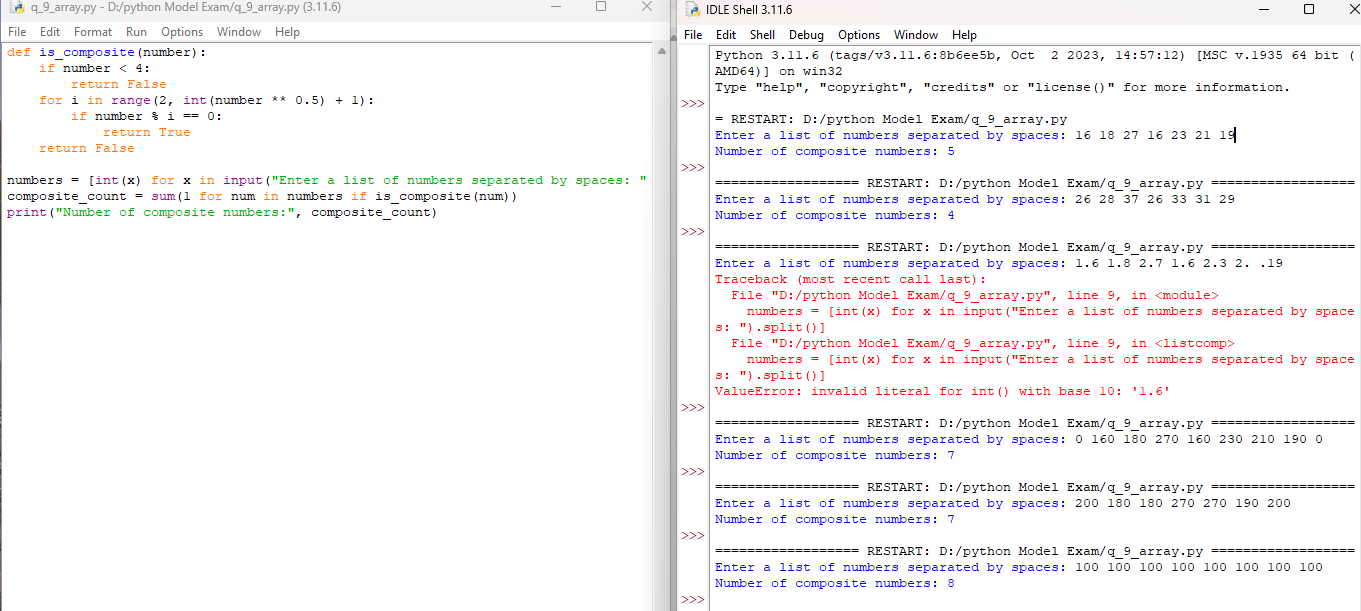 q_9_array.py - D:/python Model Exam/q_9_array.py (3.11.6)
File Edit Format Run Options Window Help
def is_composite(number):
    if number < 4:
        return False
    for i in range(2, int(number ** 0.5) + 1):
        if number % i == 0:
            return True
    return False
numbers = [int(x) for x in input("Enter a list of numbers separated by spaces: "
composite_count = sum(1 for num in numbers if is_composite(num))
print("Number of composite numbers:", composite_count)
IDLE Shell 3.11.6
File Edit Shell Debug Options Window Help
Python 3.11.6 (tags/v3.11.6:8b6ee5b, Oct  2 2023, 14:57:12) [MSC v.1935 64 bit (
AMD64)] on win32
Type "help", "copyright", "credits" or "license()" for more information.
>>>
= RESTART: D:/python Model Exam/q_9_array.py
Enter a list of numbers separated by spaces: 16 18 27 16 23 21 19
Number of composite numbers: 5
>>>
================== RESTART: D:/python Model Exam/q_9_array.py ==================
Enter a list of numbers separated by spaces: 26 28 37 26 33 31 29
Number of composite numbers: 4
>>>
================== RESTART: D:/python Model Exam/q_9_array.py ==================
Enter a list of numbers separated by spaces: 1.6 1.8 2.7 1.6 2.3 2. .19
Traceback (most recent call last):
  File "D:/python Model Exam/q_9_array.py", line 9, in <module>
    numbers = [int(x) for x in input("Enter a list of numbers separated by space
s: ").split()]
  File "D:/python Model Exam/q_9_array.py", line 9, in <listcomp>
    numbers = [int(x) for x in input("Enter a list of numbers separated by space
s: ").split()]
ValueError: invalid literal for int() with base 10: '1.6'
>>>
================== RESTART: D:/python Model Exam/q_9_array.py ==================
Enter a list of numbers separated by spaces: 0 160 180 270 160 230 210 190 0
Number of composite numbers: 7
>>>
================== RESTART: D:/python Model Exam/q_9_array.py ==================
Enter a list of numbers separated by spaces: 200 180 180 270 270 190 200
Number of composite numbers: 7
>>>
================== RESTART: D:/python Model Exam/q_9_array.py ==================
Enter a list of numbers separated by spaces: 100 100 100 100 100 100 100 100
Number of composite numbers: 8
>>>